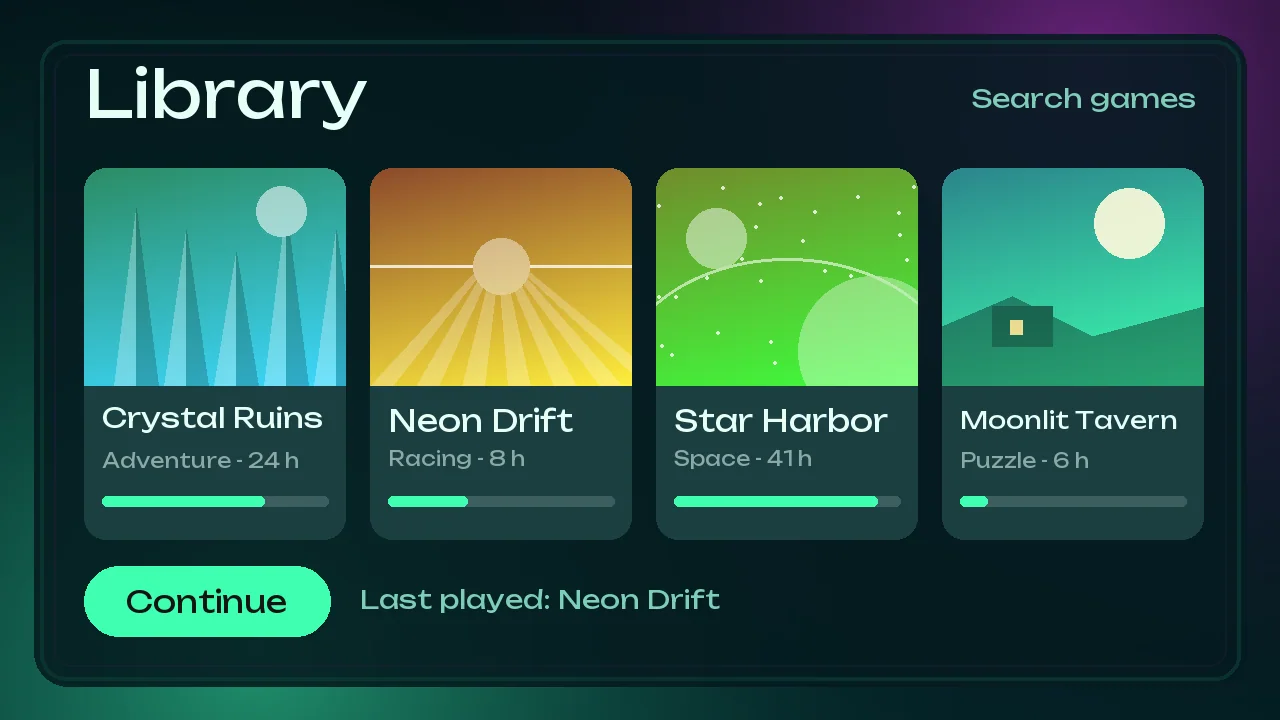 Library
Search games
Crystal Ruins
Adventure - 24 h
Neon Drift
Racing - 8 h
Star Harbor
Space - 41 h
Moonlit Tavern
Puzzle - 6 h
Continue
Last played: Neon Drift